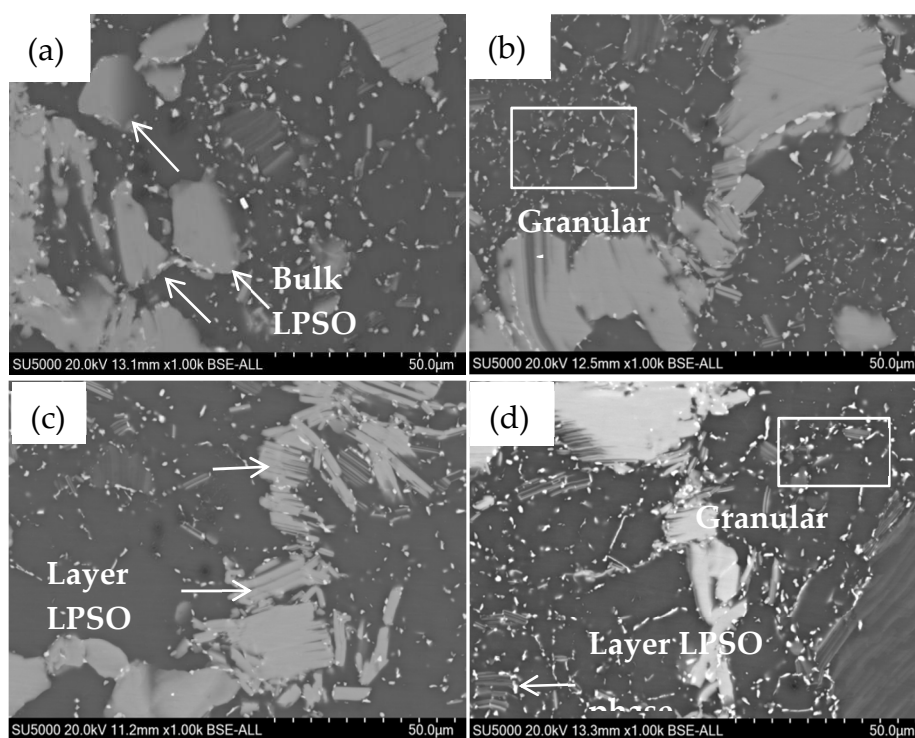 (a)
Bulk
LPSO
SU5000 20.0kV 13.1mm x1.00k BSE-ALL 50.0μm
(b)
Granular
SU5000 20.0kV 12.5mm x1.00k BSE-ALL 50.0μm
(c)
Layer
LPSO
SU5000 20.0kV 11.2mm x1.00k BSE-ALL 50.0μm
(d)
Granular
Layer LPSO
phase
SU5000 20.0kV 13.3mm x1.00k BSE-ALL 50.0μm